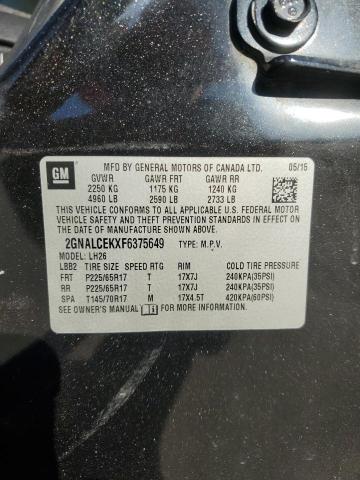 GM
MFD BY GENERAL MOTORS OF CANADA LTD. 05/15
GVWR GAWR FRT GAWR RR
2250 KG 1175 KG 1240 KG
4960 LB 2590 LB 2733 LB
THIS VEHICLE CONFORMS TO ALL APPLICABLE U.S. FEDERAL MOTOR
VEHICLE SAFETY, BUMPER, AND THEFT PREVENTION STANDARDS IN
EFFECT ON THE DATE OF MANUFACTURE SHOWN ABOVE.
2GNALCEKXF6375649 TYPE: M.P.V.
MODEL: LH26
LBB2 TIRE SIZE SPEED RTG RIM COLD TIRE PRESSURE
FRT P225/65R17 T 17X7J 240KPA(35PSI)
RR P225/65R17 T 17X7J 240KPA(35PSI)
SPA T145/70R17 M 17X4.5T 420KPA(60PSI)
SEE OWNER'S MANUAL FOR MORE INFORMATION.